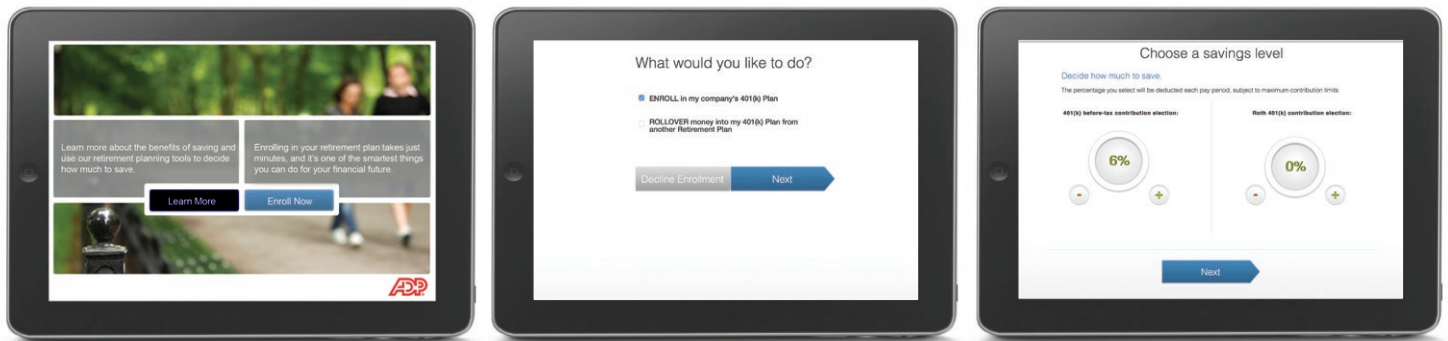 Learn more about the benefits of saving and
use our retirement planning tools to decide
how much to save.
Enrolling in your retirement plan takes just
minutes, and it's one of the smartest things
you can do for your financial future.
Learn More
Enroll Now
ADP
What would you like to do?
ENROLL in my company's 401(k) Plan
ROLLOVER money into my 401(k) Plan from
another Retirement Plan
Decline Enrollment
Next
Choose a savings level
Decide how much to save.
The percentage you select will be deducted each pay period, subject to maximum contribution limits.
401(k) before-tax contribution election:
6%
-
+
Roth 401(k) contribution election:
0%
-
+
Next